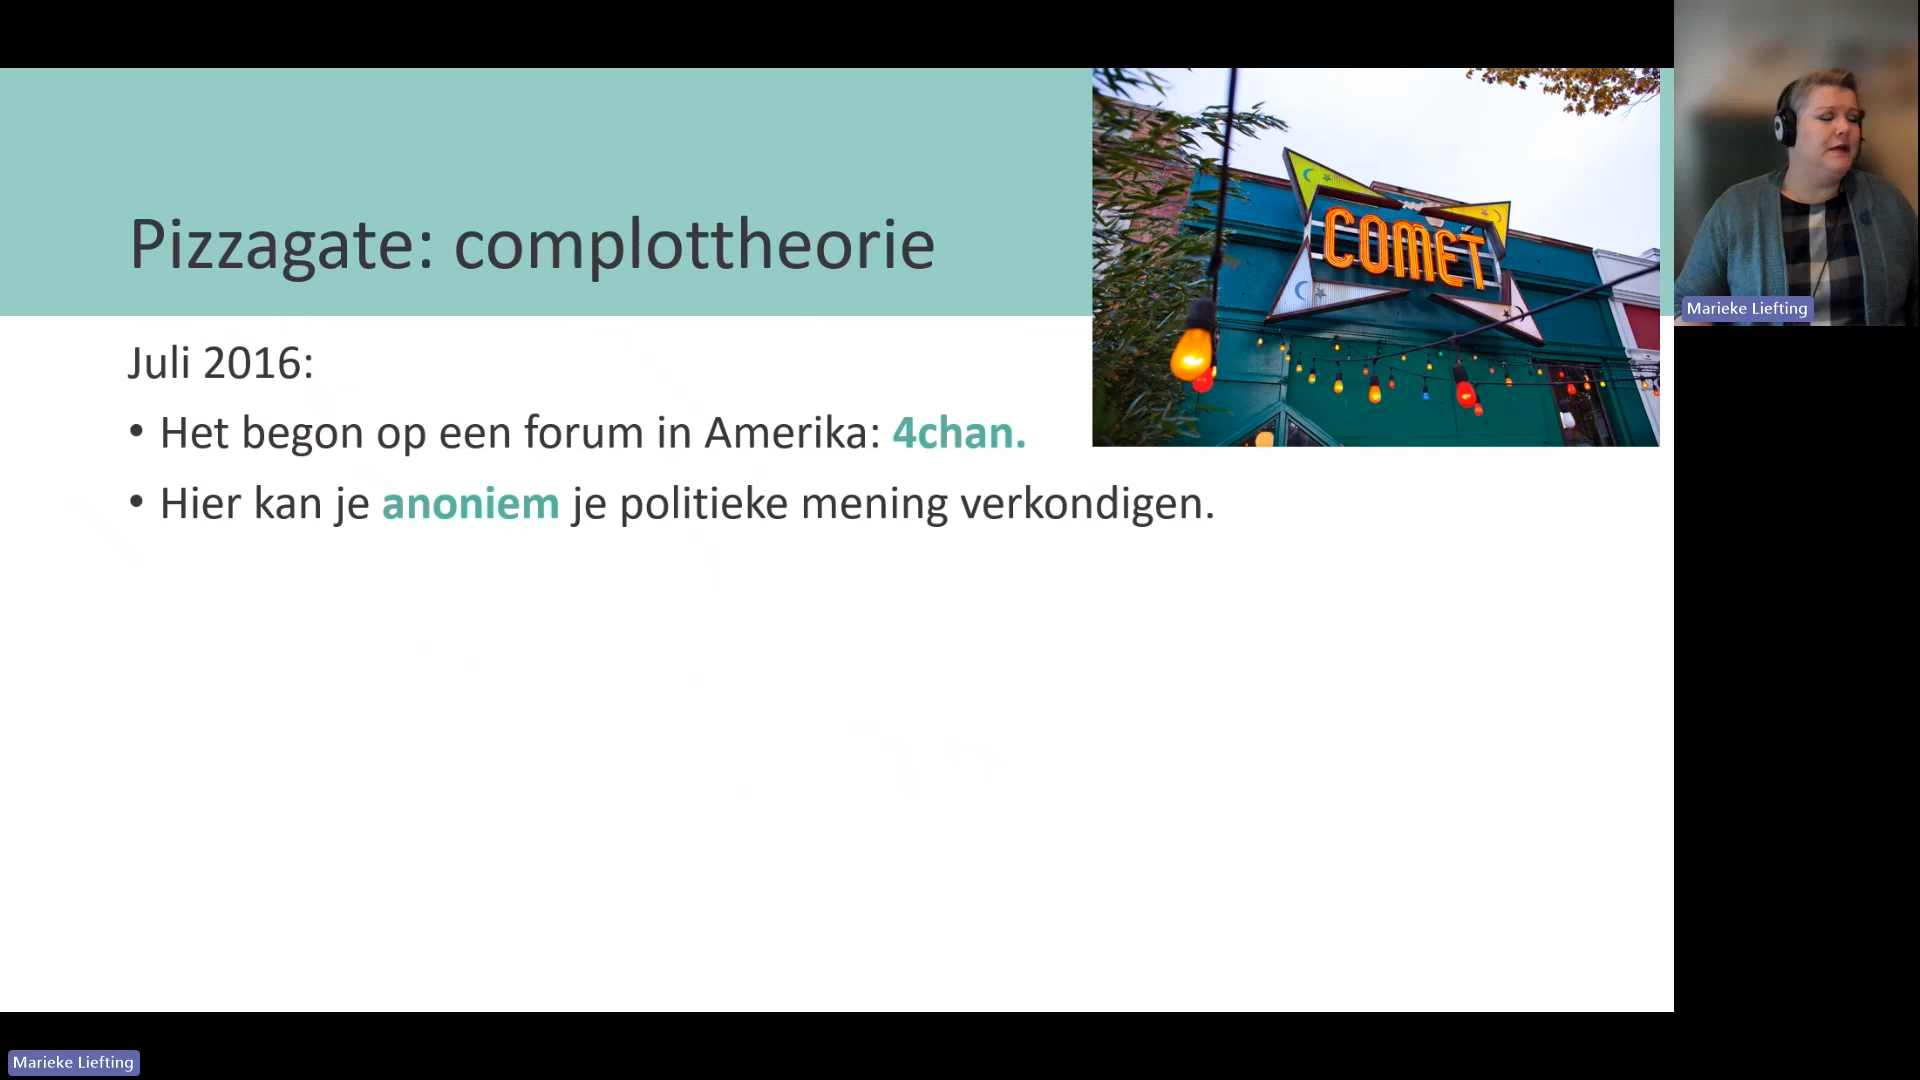 Pizzagate: complottheorie
COMET
Juli 2016:
• Het begon op een forum in Amerika: 4chan.
• Hier kan je anoniem je politieke mening verkondigen.
Marieke Liefting
Marieke Liefting